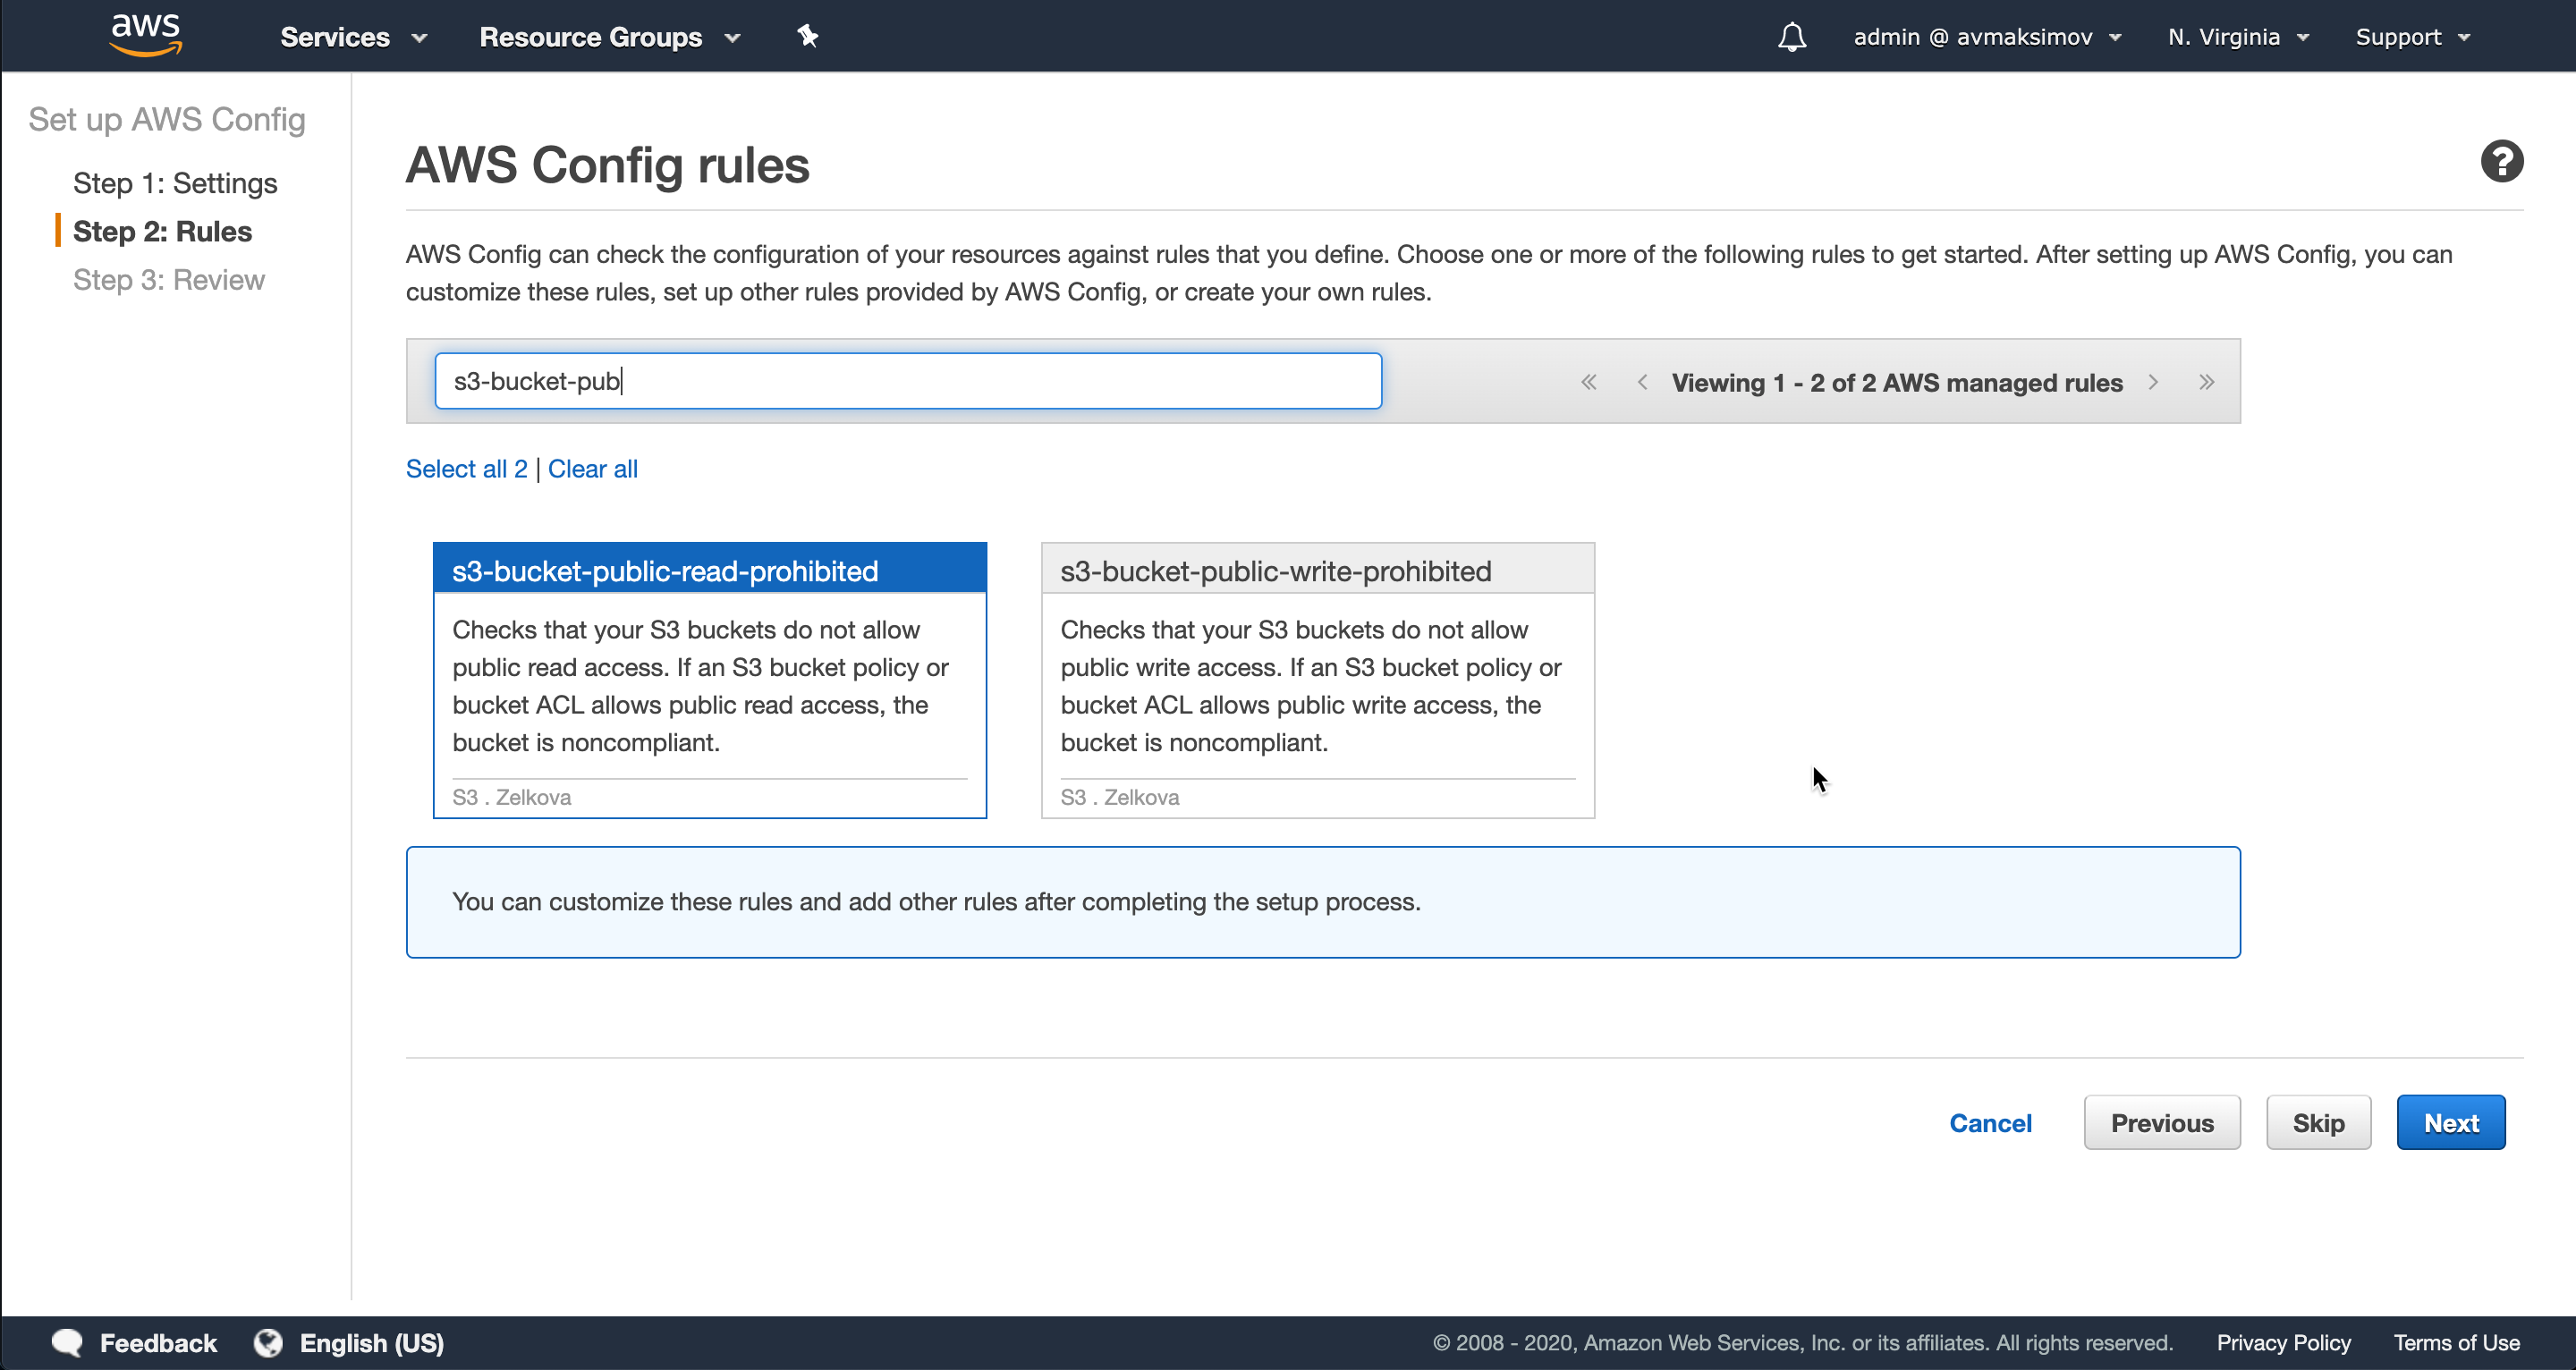 aws
Services
Resource Groups
admin @ avmaksimov
N. Virginia
Support
Set up AWS Config
Step 1: Settings
Step 2: Rules
Step 3: Review
AWS Config rules
?
AWS Config can check the configuration of your resources against rules that you define. Choose one or more of the following rules to get started. After setting up AWS Config, you can
customize these rules, set up other rules provided by AWS Config, or create your own rules.
s3-bucket-pub
« ‹ Viewing 1 - 2 of 2 AWS managed rules › »
Select all 2 | Clear all
s3-bucket-public-read-prohibited
Checks that your S3 buckets do not allow
public read access. If an S3 bucket policy or
bucket ACL allows public read access, the
bucket is noncompliant.
S3 . Zelkova
s3-bucket-public-write-prohibited
Checks that your S3 buckets do not allow
public write access. If an S3 bucket policy or
bucket ACL allows public write access, the
bucket is noncompliant.
S3 . Zelkova
You can customize these rules and add other rules after completing the setup process.
Cancel
Previous
Skip
Next
Feedback
English (US)
© 2008 - 2020, Amazon Web Services, Inc. or its affiliates. All rights reserved.
Privacy Policy
Terms of Use